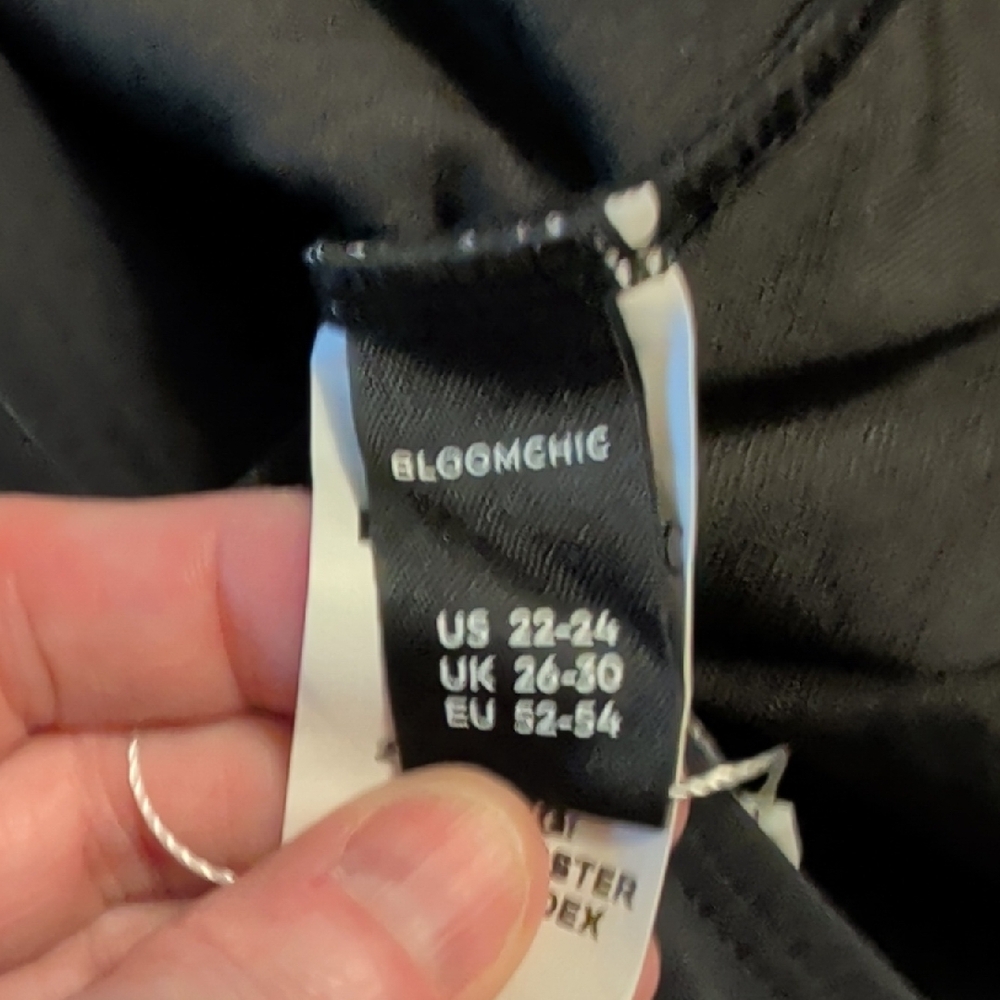 BLOOMCHIC
US 22-24
UK 26-30
EU 52-54